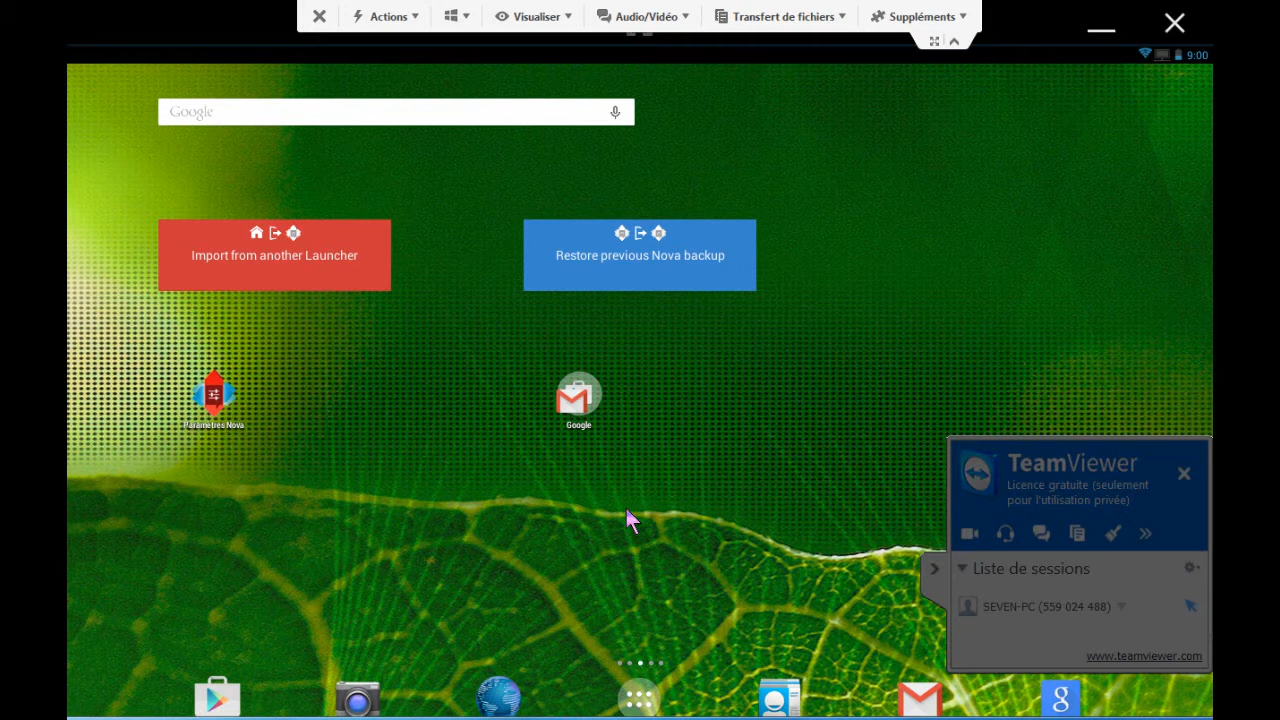 Actions
Visualiser
Audio/Vidéo
Transfert de fichiers
Suppléments
9:00
Google
Import from another Launcher
Restore previous Nova backup
Paramètres Nova
Google
TeamViewer
Licence gratuite (seulement
pour l'utilisation privée)
Liste de sessions
SEVEN-PC (559 024 488)
www.teamviewer.com
g